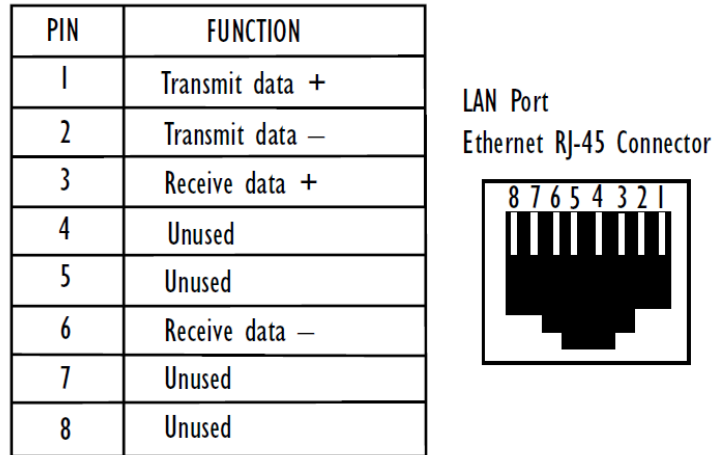 PIN FUNCTION
1 Transmit data +
2 Transmit data –
3 Receive data +
4 Unused
5 Unused
6 Receive data –
7 Unused
8 Unused
LAN Port
Ethernet RJ-45 Connector
8 7 6 5 4 3 2 1